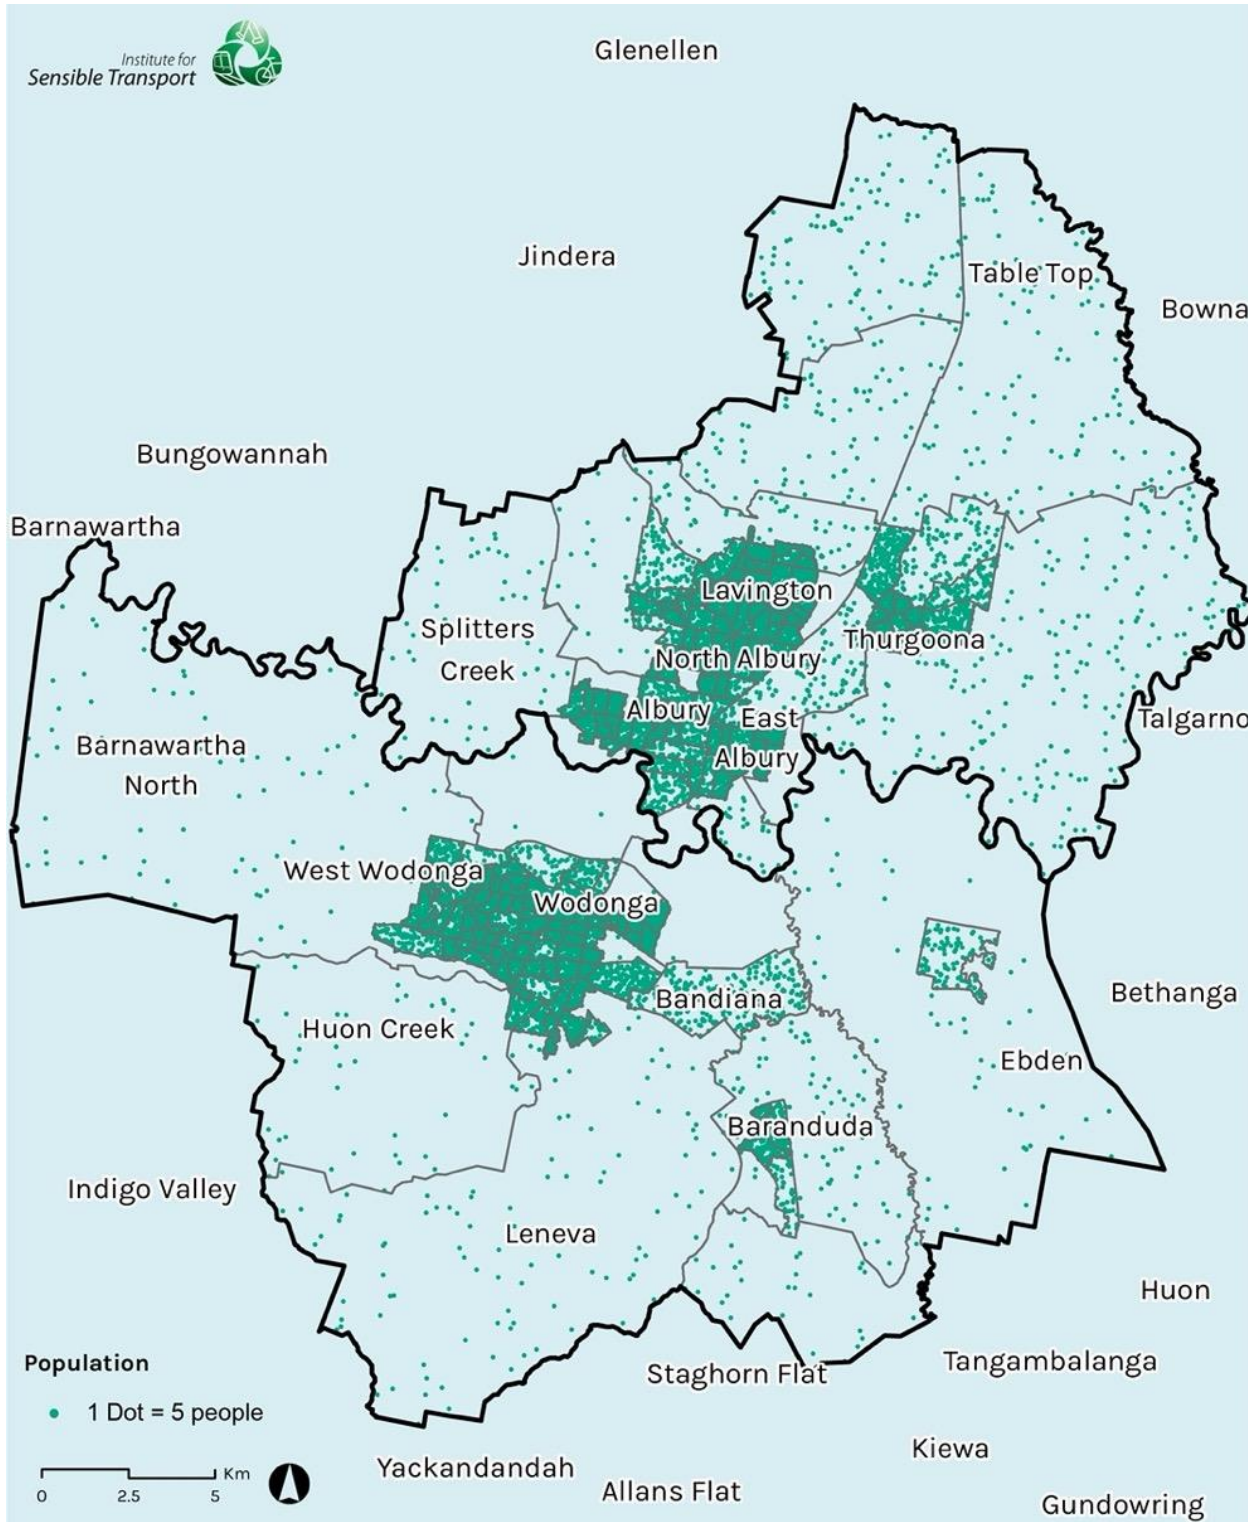 Institute for
Sensible Transport
Glenellen
Jindera
Table Top
Bowna
Bungowannah
Barnawartha
Lavington
Splitters
Creek
Thurgoona
North Albury
Albury
East
Albury
Talgarno
Barnawartha
North
West Wodonga
Wodonga
Bandiana
Bethanga
Huon Creek
Ebden
Baranduda
Indigo Valley
Leneva
Huon
Population
1 Dot = 5 people
Staghorn Flat
Tangambalanga
Kiewa
Yackandandah
Allans Flat
Gundowring
Km
0 2.5 5